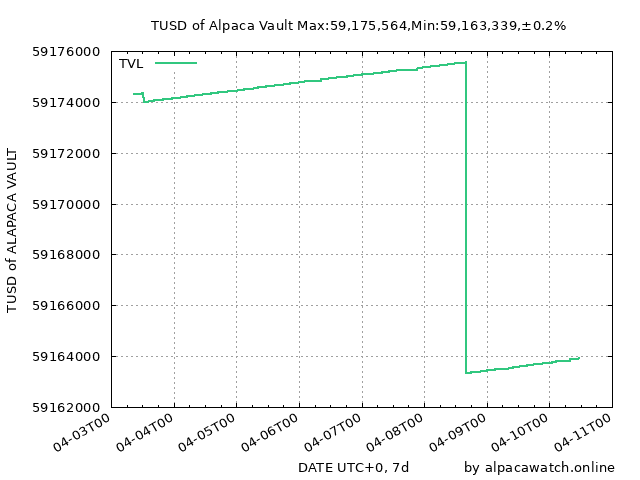 TUSD of Alpaca Vault Max:59,175,564,Min:59,163,339,±0.2%
TVL
59176000
59174000
59172000
59170000
59168000
59166000
59164000
59162000
TUSD of ALAPACA VAULT
04-03T00
04-04T00
04-05T00
04-06T00
04-07T00
04-08T00
04-09T00
04-10T00
04-11T00
DATE UTC+0, 7d
by alpacawatch.online